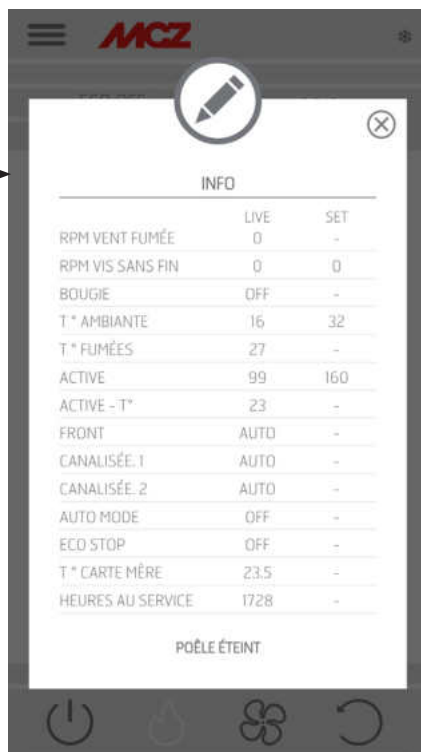 MCZ
INFO
LIVE SET
RPM VENT FUMÉE 0 -
RPM VIS SANS FIN 0 0
BOUGIE OFF -
T * AMBIANTE 16 32
T * FUMÉES 27 -
ACTIVE 99 160
ACTIVE - T* 23 -
FRONT AUTO -
CANALISÉE. 1 AUTO -
CANALISÉE. 2 AUTO -
AUTO MODE OFF -
ECO STOP OFF -
T * CARTE MÈRE 23.5 -
HEURES AU SERVICE 1728 -
POÊLE ÉTEINT